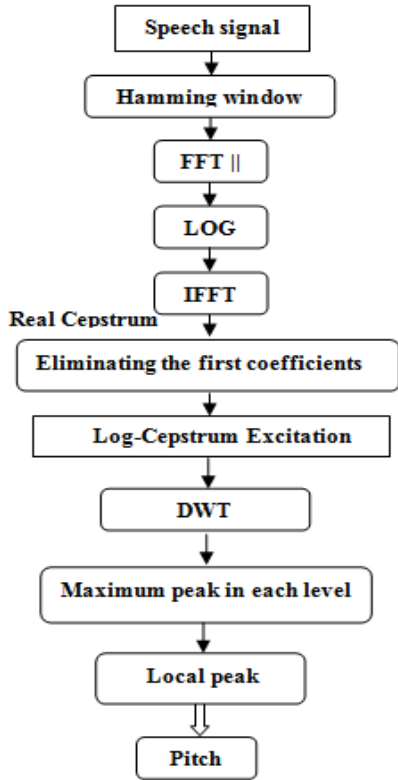 Speech signal
Hamming window
FFT ||
LOG
IFFT
Real Cepstrum
Eliminating the first coefficients
Log-Cepstrum Excitation
DWT
Maximum peak in each level
Local peak
Pitch